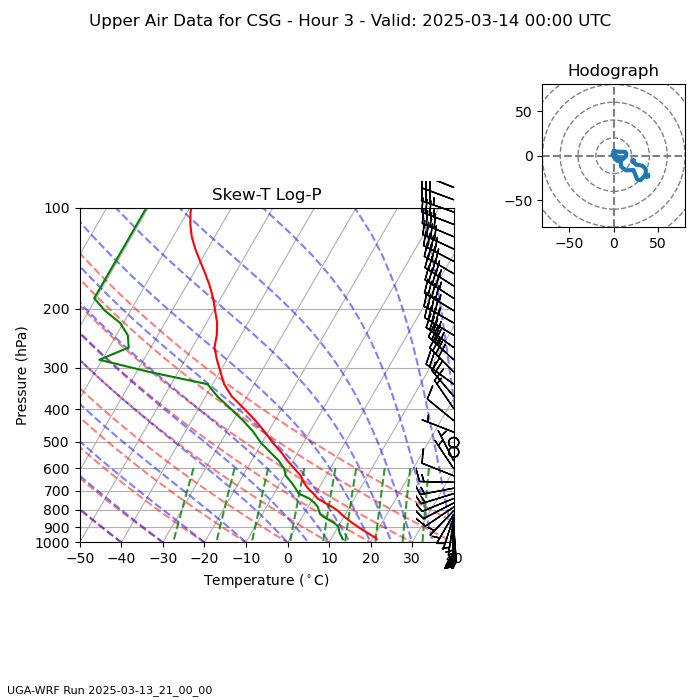 Upper Air Data for CSG - Hour 3 - Valid: 2025-03-14 00:00 UTC
Hodograph
50
0
−50
−50 0 50
Skew-T Log-P
100
200
300
400
500
600
700
800
900
1000
Pressure (hPa)
−50 −40 −30 −20 −10 0 10 20 30
Temperature (°C)
UGA-WRF Run 2025-03-13_21_00_00